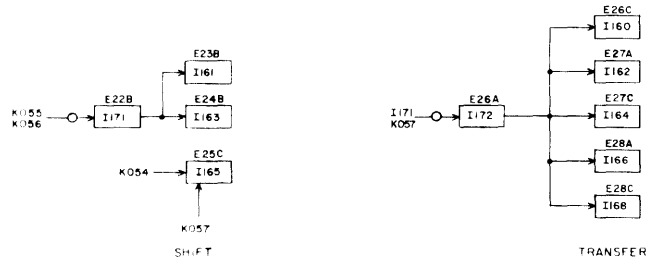 E23B
I161
E22B
E24B
K055
K056
I171
I163
E25C
K054
I165
K057
SHIFT
E26C
I160
E27A
I162
E26A
E27C
I171
K057
I172
I164
E28A
I166
E28C
I168
TRANSFER